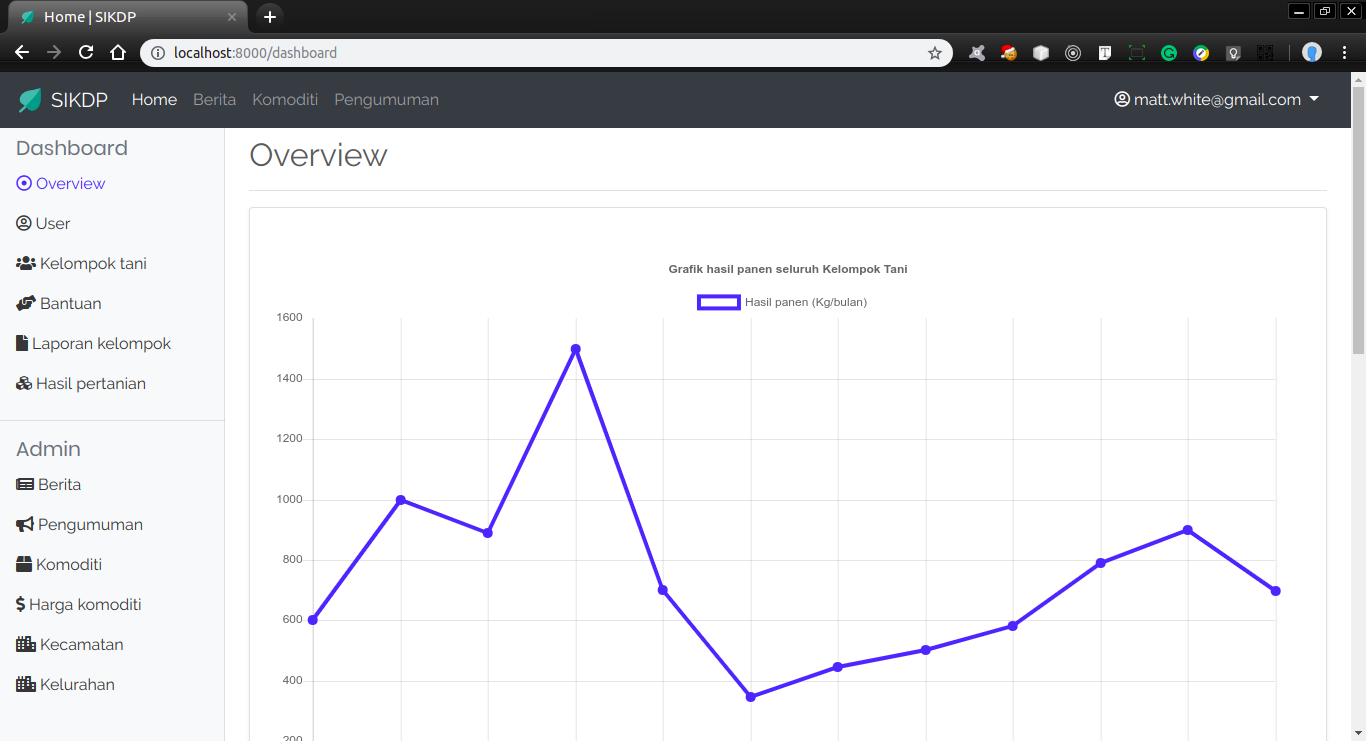 Home | SIKDP
localhost:8000/dashboard
SIKDP Home Berita Komoditi Pengumuman matt.white@gmail.com
Dashboard
Overview
User
Kelompok tani
Bantuan
Laporan kelompok
Hasil pertanian
Admin
Berita
Pengumuman
Komoditi
Harga komoditi
Kecamatan
Kelurahan
Overview
Grafik hasil panen seluruh Kelompok Tani
Hasil panen (Kg/bulan)
1600
1400
1200
1000
800
600
400
200